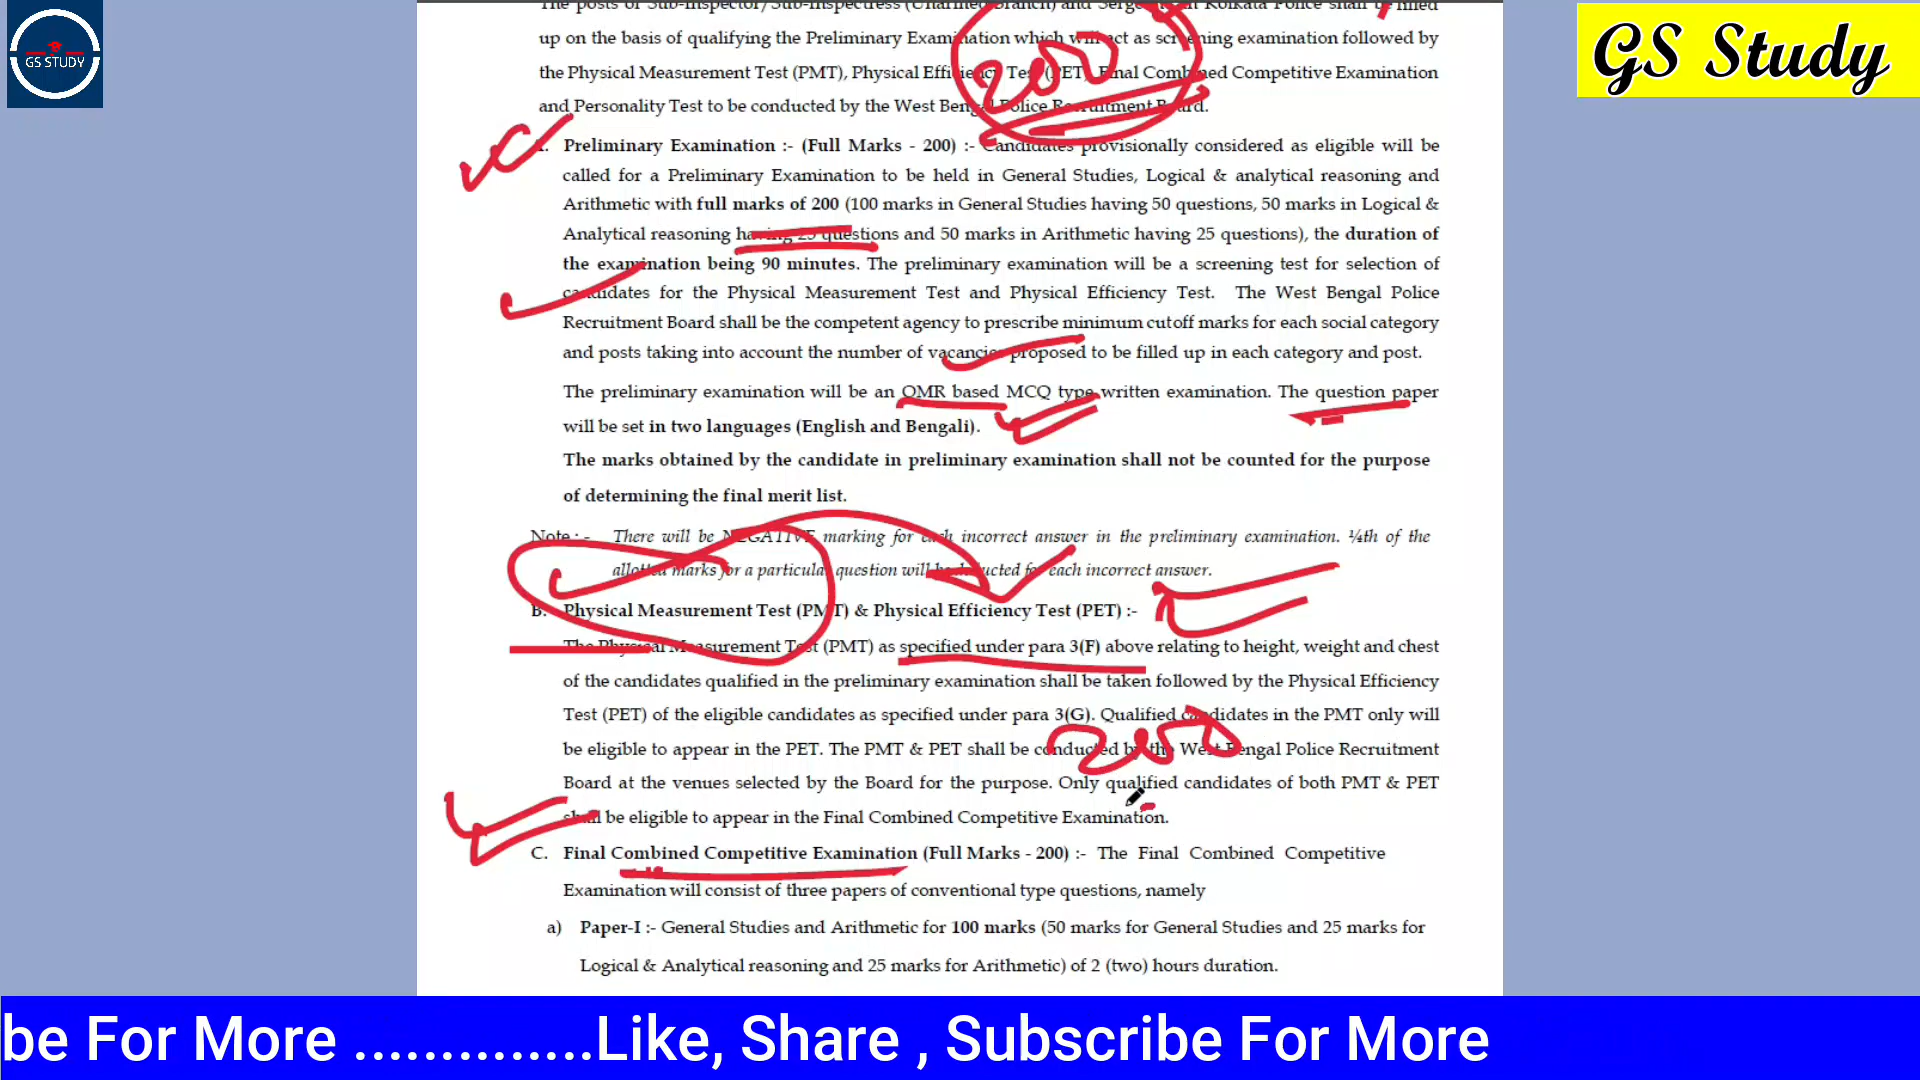 GS STUDY
GS Study
The posts of Sub-Inspector/Sub-Inspectress (Unarmed Branch) and Kolkata Police shall be filled
up on the basis of qualifying the Preliminary Examination which will act as screening examination followed by
the Physical Measurement Test (PMT), Physical Efficiency Test (PET), Final Combined Competitive Examination
and Personality Test to be conducted by the West Bengal Police Recruitment Board.
200
A. Preliminary Examination :- (Full Marks - 200) :- Candidates provisionally considered as eligible will be
called for a Preliminary Examination to be held in General Studies, Logical & analytical reasoning and
Arithmetic with full marks of 200 (100 marks in General Studies having 50 questions, 50 marks in Logical &
Analytical reasoning having 25 questions and 50 marks in Arithmetic having 25 questions), the duration of
the examination being 90 minutes. The preliminary examination will be a screening test for selection of
candidates for the Physical Measurement Test and Physical Efficiency Test. The West Bengal Police
Recruitment Board shall be the competent agency to prescribe minimum cutoff marks for each social category
and posts taking into account the number of vacancies proposed to be filled up in each category and post.
The preliminary examination will be an OMR based MCQ type written examination. The question paper
will be set in two languages (English and Bengali).
The marks obtained by the candidate in preliminary examination shall not be counted for the purpose
of determining the final merit list.
Note : - There will be NEGATIVE marking for each incorrect answer in the preliminary examination. ¼th of the
allotted marks for a particular question will be deducted for each incorrect answer.
B. Physical Measurement Test (PMT) & Physical Efficiency Test (PET) :-
The Physical Measurement Test (PMT) as specified under para 3(F) above relating to height, weight and chest
of the candidates qualified in the preliminary examination shall be taken followed by the Physical Efficiency
Test (PET) of the eligible candidates as specified under para 3(G). Qualified candidates in the PMT only will
be eligible to appear in the PET. The PMT & PET shall be conducted by the West Bengal Police Recruitment
200
Board at the venues selected by the Board for the purpose. Only qualified candidates of both PMT & PET
shall be eligible to appear in the Final Combined Competitive Examination.
C. Final Combined Competitive Examination (Full Marks - 200) :- The Final Combined Competitive
Examination will consist of three papers of conventional type questions, namely
a) Paper-I :- General Studies and Arithmetic for 100 marks (50 marks for General Studies and 25 marks for
Logical & Analytical reasoning and 25 marks for Arithmetic) of 2 (two) hours duration.
be For More ..............Like, Share , Subscribe For More